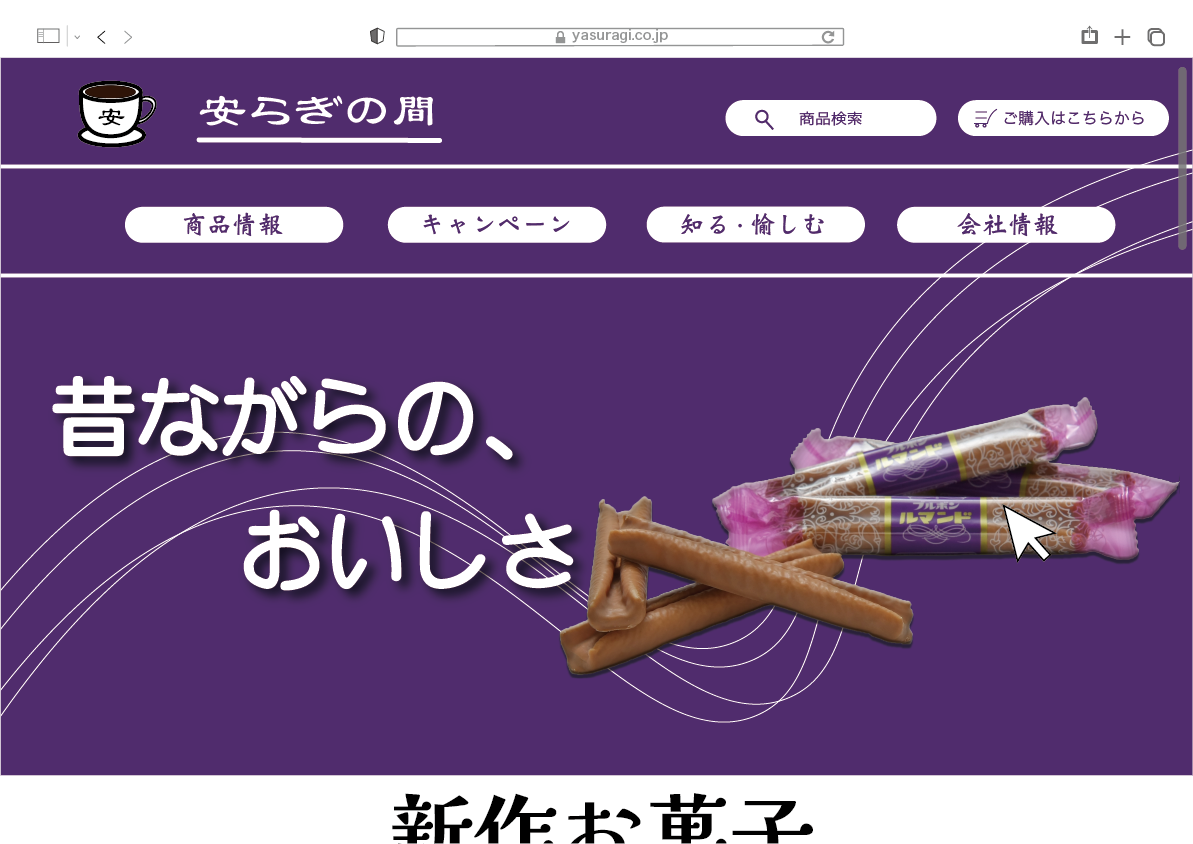 yasuragi.co.jp
安
安らぎの間
商品検索
ご購入はこちらから
商品情報
キャンペーン
知る・愉しむ
会社情報
昔ながらの、
おいしさ
ブルボン
ルマンド
ブルボン
ルマンド
新作お菓子